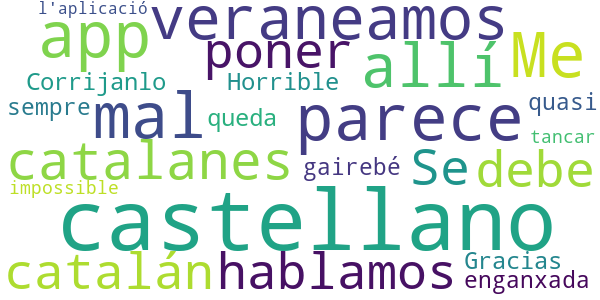 l'aplicació
app veraneamos
poner allí Me
Corrijanlo Horrible
sempre mal queda parece quasi
tancar
catalanes gairebé Se debe
impossible
castellano
catalán hablamos Gracias
enganxada